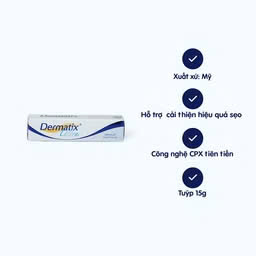 Dermatix
Ultra
Xuất xứ: Mỹ
Hỗ trợ cải thiện hiệu quả sẹo
Công nghệ CPX tiên tiến
Tuýp 15g